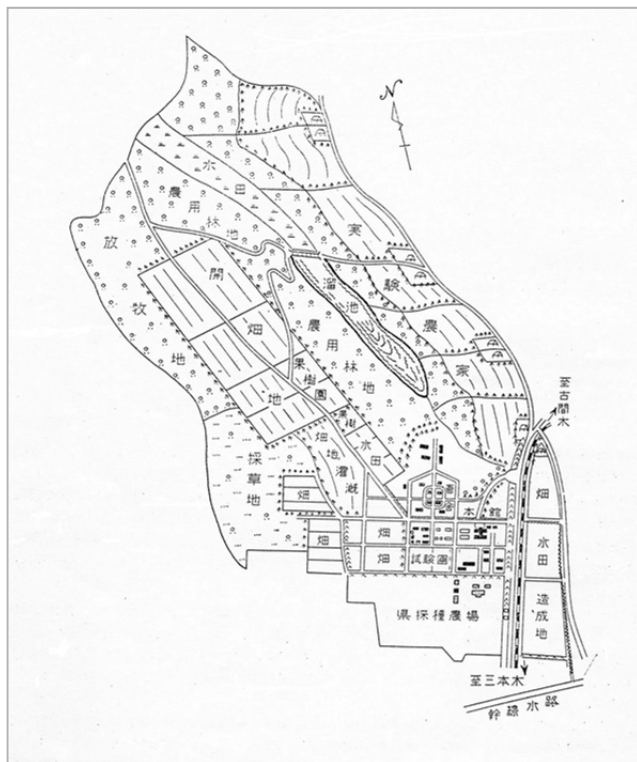 N
水田
農用林地
放牧地
開畑地
溜池
実験農家
農用林地
果樹園
果樹
水田
畑地灌漑
採草地
畑
畑
畑
畑
本館
試験圃
県採種農場
至古間木
畑
水田
造成地
至三本木
幹線水路